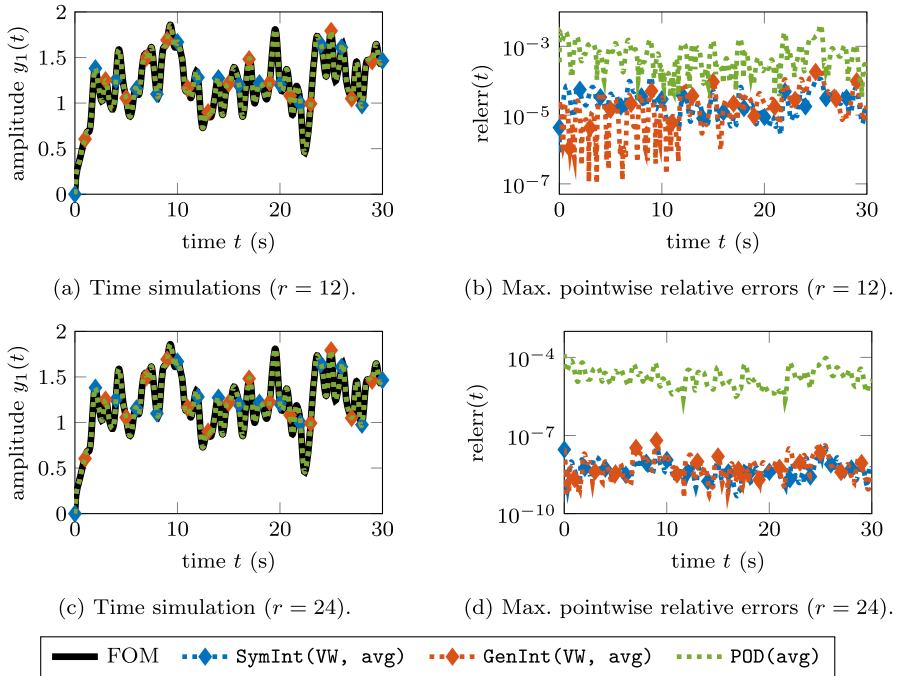 2
1.5
1
0.5
0
0
10
20
30
amplitude y₁(t)
time t (s)
(a) Time simulations (r = 12).
10⁻³
10⁻⁵
10⁻⁷
0
10
20
30
relerr(t)
time t (s)
(b) Max. pointwise relative errors (r = 12).
2
1.5
1
0.5
0
0
10
20
30
amplitude y₁(t)
time t (s)
(c) Time simulation (r = 24).
10⁻⁴
10⁻⁷
10⁻¹⁰
0
10
20
30
relerr(t)
time t (s)
(d) Max. pointwise relative errors (r = 24).
FOM SymInt(VW, avg) GenInt(VW, avg) POD(avg)